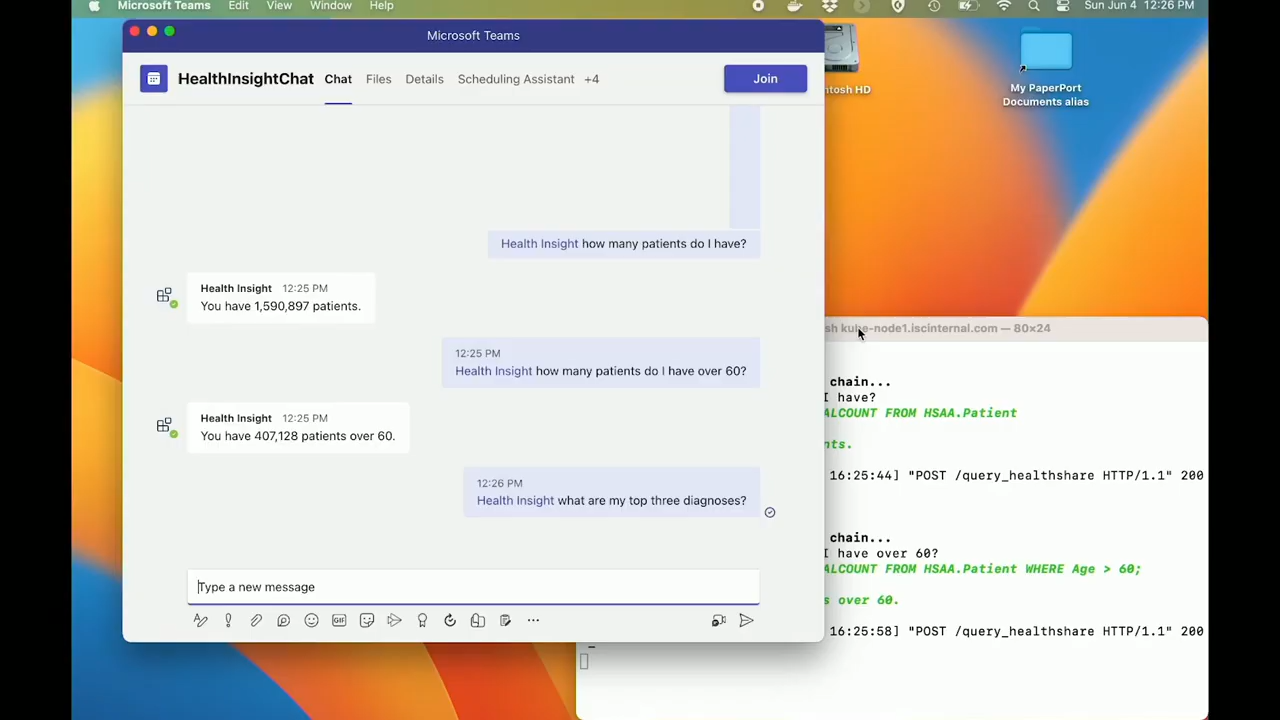 Microsoft Teams Edit View Window Help Sun Jun 4 12:26 PM
Microsoft Teams
HealthInsightChat Chat Files Details Scheduling Assistant +4 Join
My PaperPort
Documents alias
ntosh HD
Health Insight how many patients do I have?
Health Insight 12:25 PM
You have 1,590,897 patients.
12:25 PM
Health Insight how many patients do I have over 60?
Health Insight 12:25 PM
You have 407,128 patients over 60.
12:26 PM
Health Insight what are my top three diagnoses?
Type a new message
GIF
sh kube-node1.iscinternal.com — 80×24
chain...
I have?
ALCOUNT FROM HSAA.Patient
nts.
16:25:44] "POST /query_healthshare HTTP/1.1" 200
chain...
I have over 60?
ALCOUNT FROM HSAA.Patient WHERE Age > 60;
s over 60.
16:25:58] "POST /query_healthshare HTTP/1.1" 200